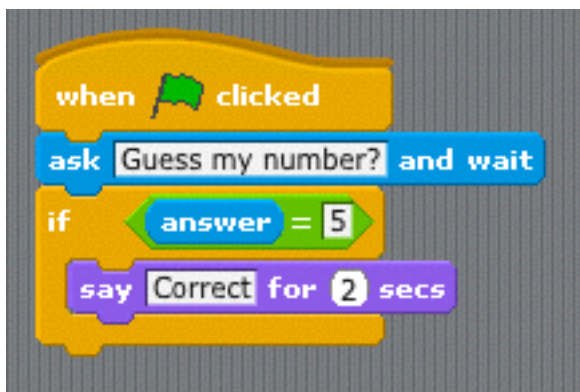 when clicked
ask Guess my number? and wait
if answer = 5
say Correct for 2 secs